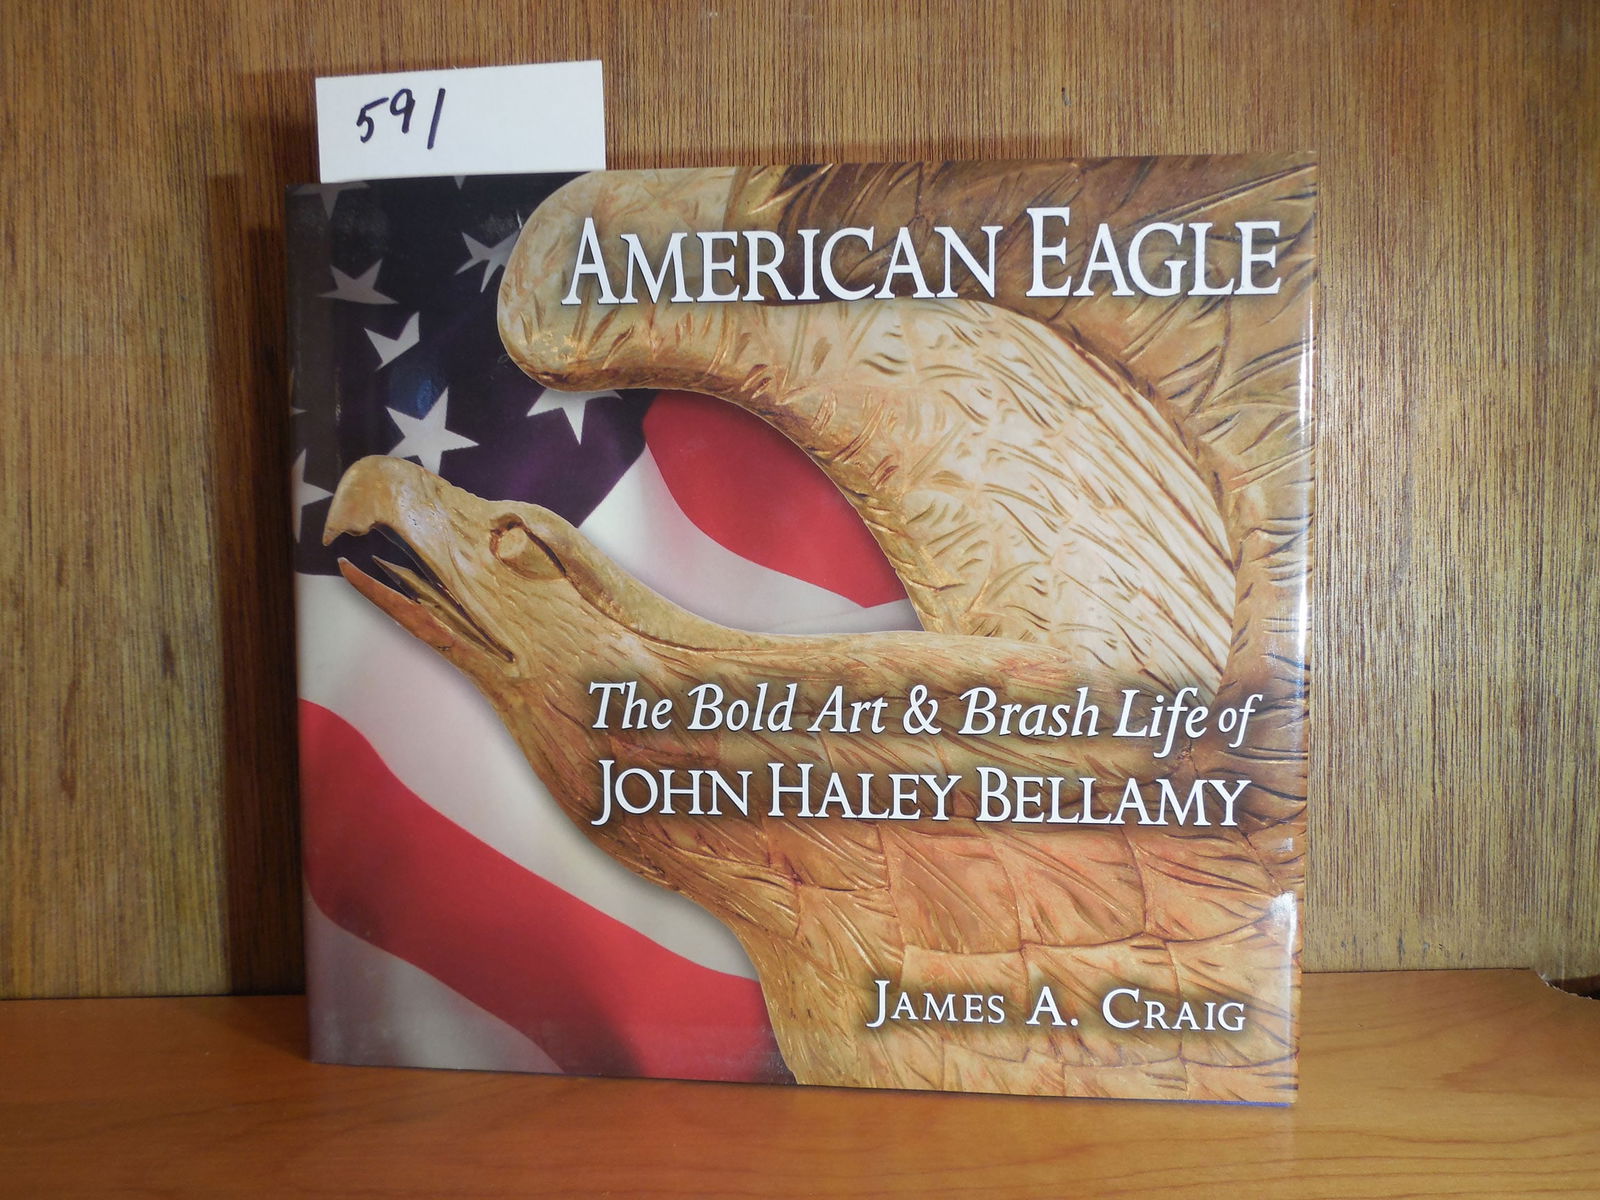 591
AMERICAN EAGLE
The Bold Art & Brash Life of
JOHN HALEY BELLAMY
JAMES A. CRAIG